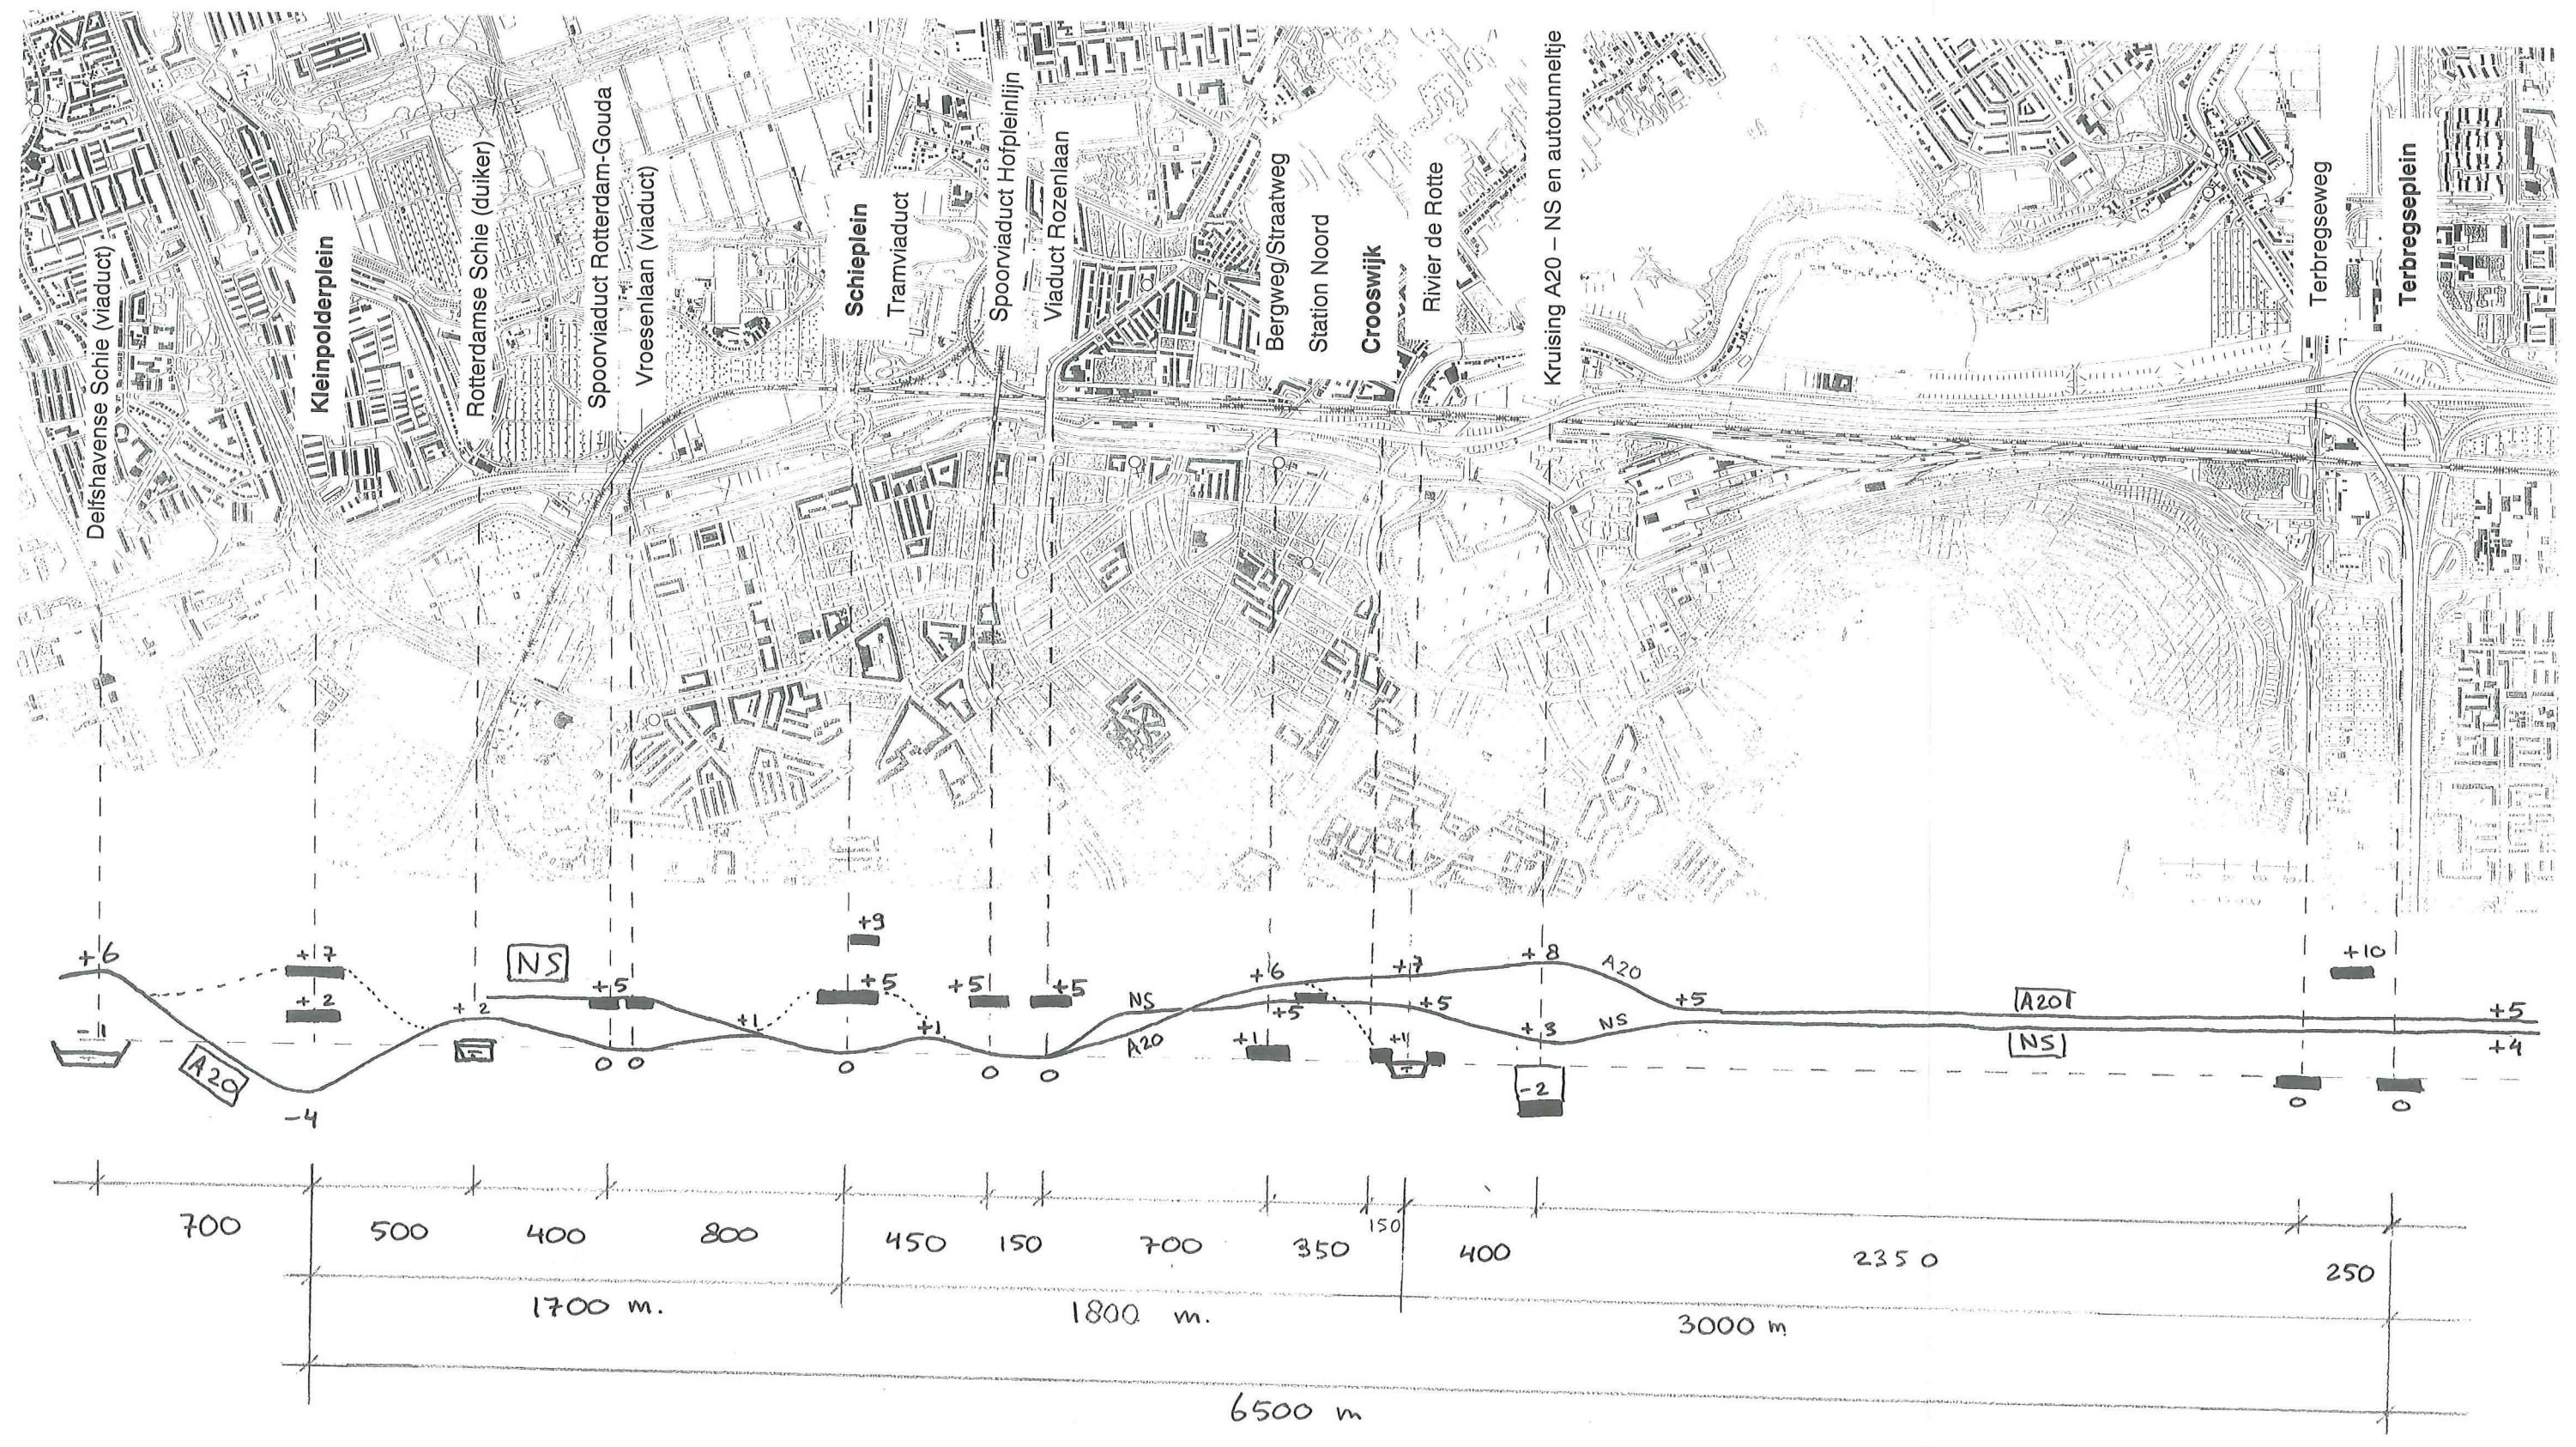 Delfshavense Schie (viaduct)
Kleinpolderplein
Rotterdamse Schie (duiker)
Spoorviaduct Rotterdam-Gouda
Vroesenlaan (viaduct)
Schieplein
Tramviaduct
Spoorviaduct Hofpleinlijn
Viaduct Rozenlaan
Bergweg/Straatweg
Station Noord
Crooswijk
Rivier de Rotte
Kruising A20 – NS en autotunneltje
Terbregseweg
Terbregseplein
+9
+6
+7
NS
+5
+5
+5
+5
+6
+7
+8
A20
+10
+2
+2
+1
+1
NS
+5
+5
+5
A20
+5
-1
A20
-4
0 0
0
0
0
A20
+1
+1
+3
NS
NS
+4
-2
0
0
700
500
400
800
450
150
700
350
150
400
2350
250
1700 m.
1800 m.
3000 m
6500 m